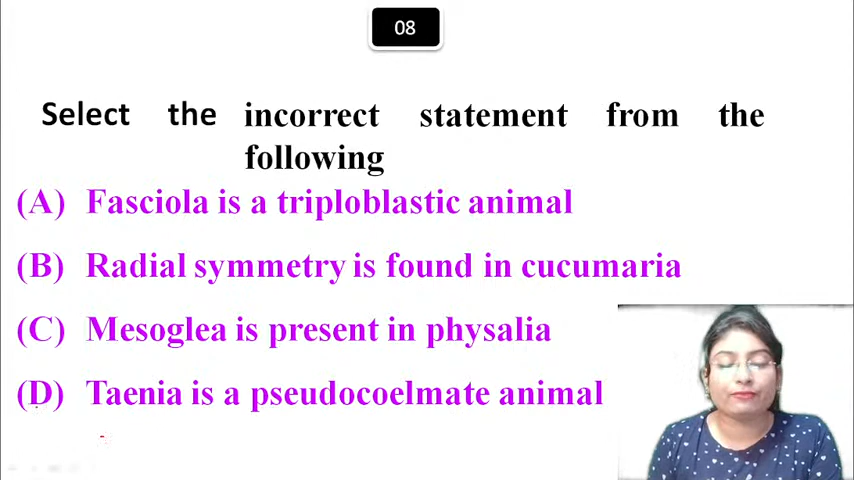 08
Select the incorrect statement from the
following
(A) Fasciola is a triploblastic animal
(B) Radial symmetry is found in cucumaria
(C) Mesoglea is present in physalia
(D) Taenia is a pseudocoelmate animal